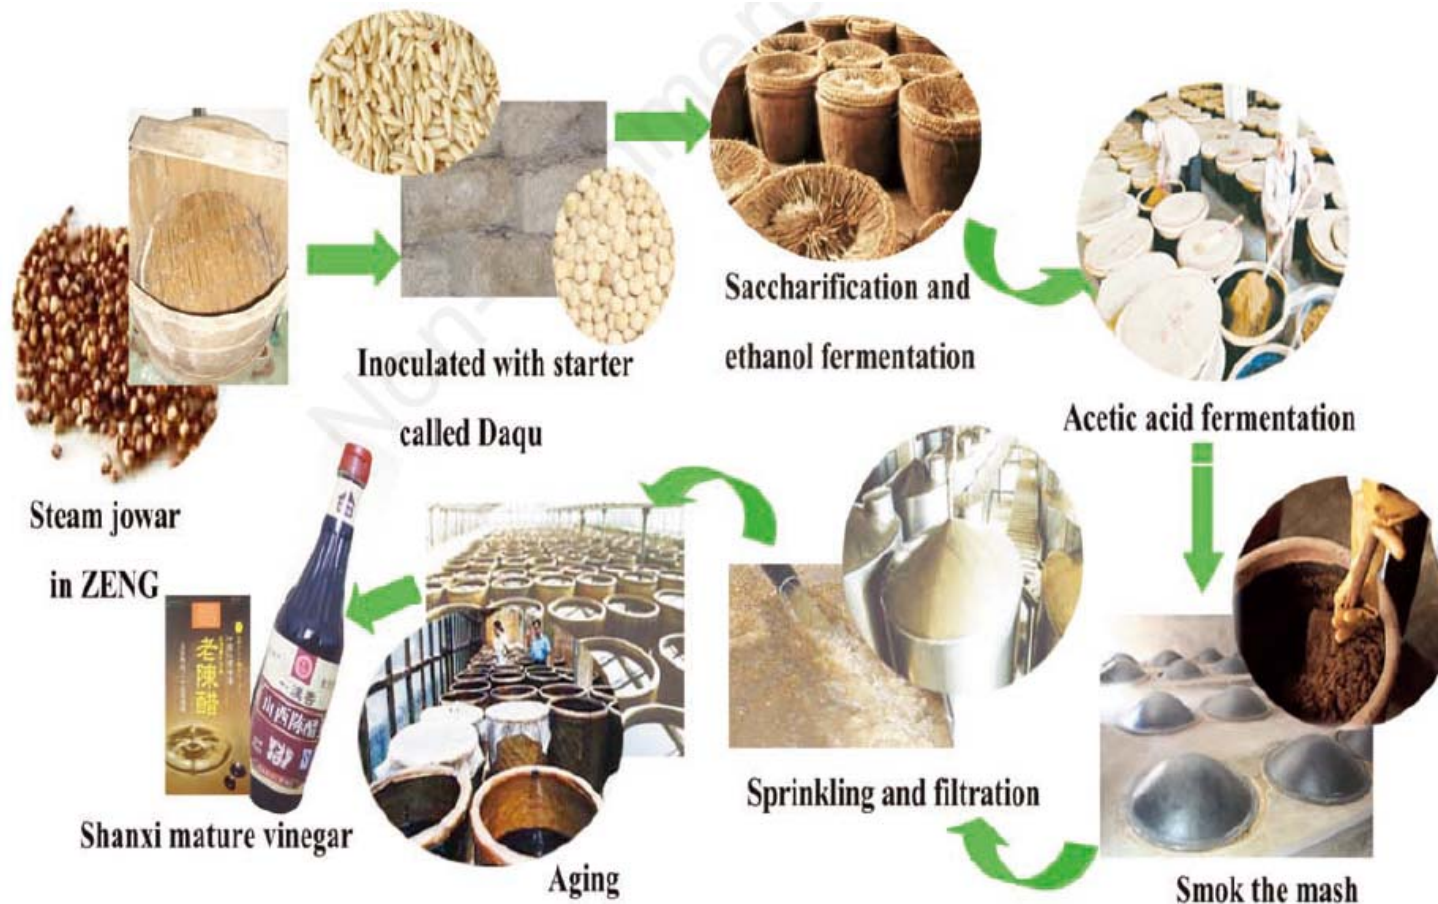 Steam jowar
in ZENG
Inoculated with starter
called Daqu
Saccharification and
ethanol fermentation
Acetic acid fermentation
Smok the mash
Sprinkling and filtration
Aging
Shanxi mature vinegar
老陳醋
山西陈醋